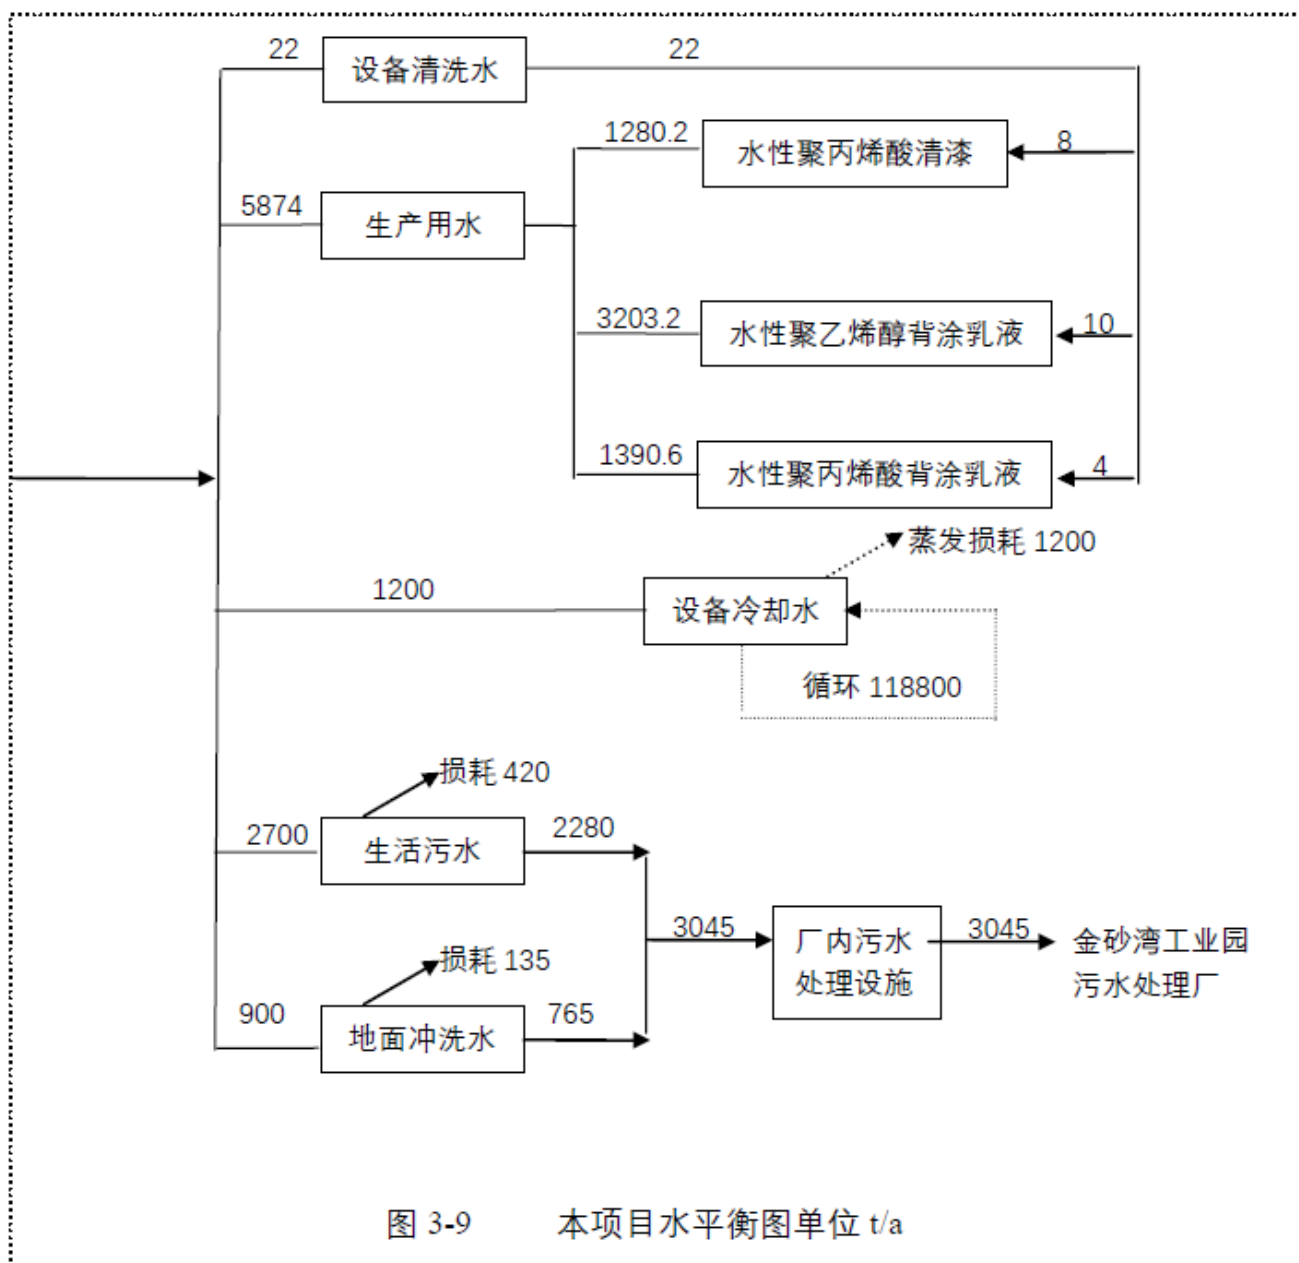 22
设备清洗水
22
1280.2
水性聚丙烯酸清漆
8
5874
生产用水
3203.2
水性聚乙烯醇背涂乳液
10
1390.6
水性聚丙烯酸背涂乳液
4
蒸发损耗 1200
1200
设备冷却水
循环 118800
损耗 420
2700
生活污水
2280
3045
厂内污水
处理设施
3045
金砂湾工业园
污水处理厂
损耗 135
900
地面冲洗水
765
图 3-9 本项目水平衡图单位 t/a